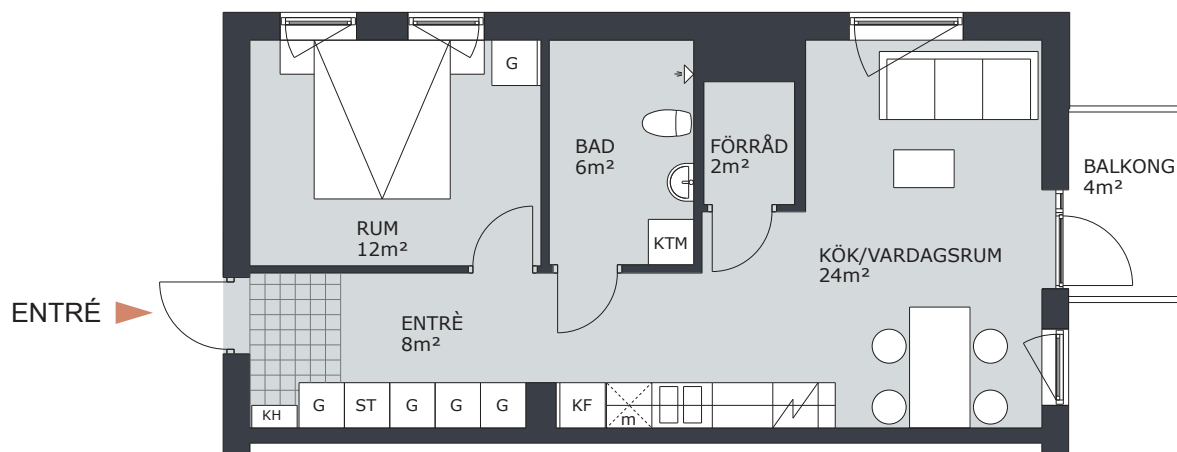 G
BAD
6m²
FÖRRÅD
2m²
BALKONG
4m²
RUM
12m²
KTM
KÖK/VARDAGSRUM
24m²
ENTRÉ
ENTRÈ
8m²
KH
G
ST
G
G
G
KF
m